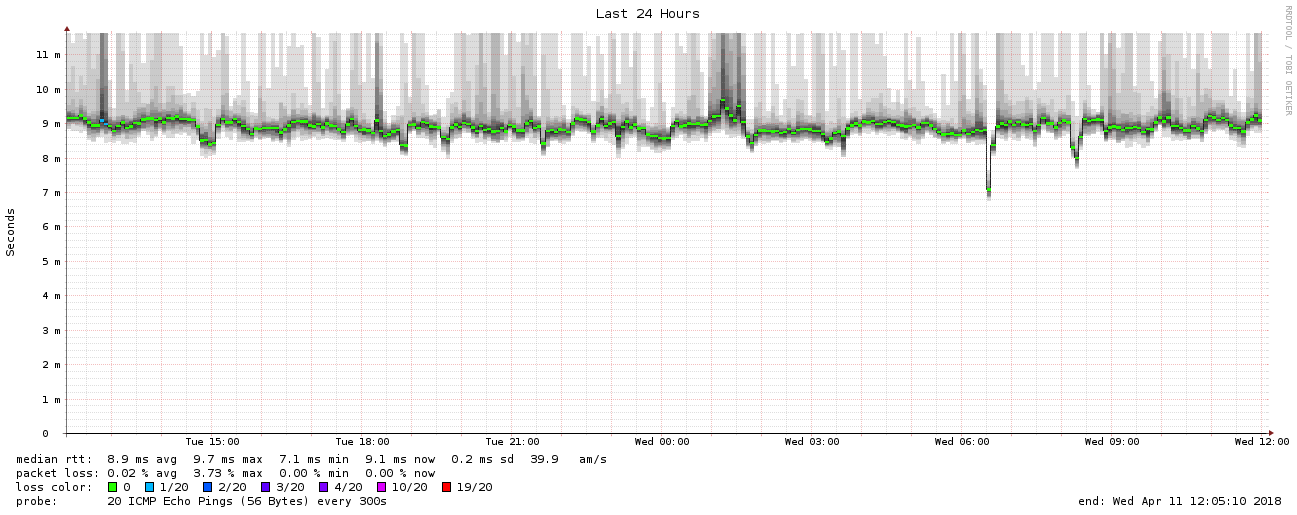 Last 24 Hours
RRDTOOL / TOBI OETIKER
Seconds
11 m
10 m
9 m
8 m
7 m
6 m
5 m
4 m
3 m
2 m
1 m
0
Tue 15:00 Tue 18:00 Tue 21:00 Wed 00:00 Wed 03:00 Wed 06:00 Wed 09:00 Wed 12:00
median rtt: 8.9 ms avg 9.7 ms max 7.1 ms min 9.1 ms now 0.2 ms sd 39.9 am/s
packet loss: 0.02 % avg 3.73 % max 0.00 % min 0.00 % now
loss color: 0 1/20 2/20 3/20 4/20 10/20 19/20
probe: 20 ICMP Echo Pings (56 Bytes) every 300s end: Wed Apr 11 12:05:10 2018